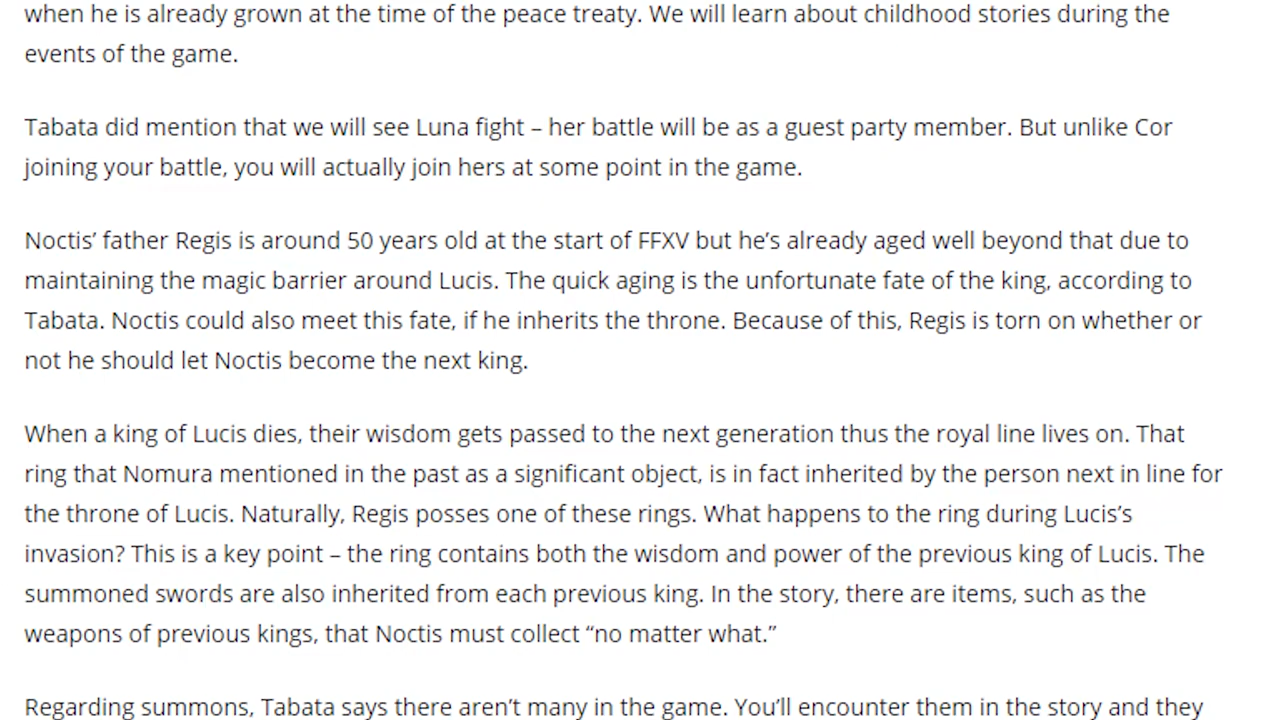 when he is already grown at the time of the peace treaty. We will learn about childhood stories during the
events of the game.
Tabata did mention that we will see Luna fight – her battle will be as a guest party member. But unlike Cor
joining your battle, you will actually join hers at some point in the game.
Noctis’ father Regis is around 50 years old at the start of FFXV but he’s already aged well beyond that due to
maintaining the magic barrier around Lucis. The quick aging is the unfortunate fate of the king, according to
Tabata. Noctis could also meet this fate, if he inherits the throne. Because of this, Regis is torn on whether or
not he should let Noctis become the next king.
When a king of Lucis dies, their wisdom gets passed to the next generation thus the royal line lives on. That
ring that Nomura mentioned in the past as a significant object, is in fact inherited by the person next in line for
the throne of Lucis. Naturally, Regis posses one of these rings. What happens to the ring during Lucis’s
invasion? This is a key point – the ring contains both the wisdom and power of the previous king of Lucis. The
summoned swords are also inherited from each previous king. In the story, there are items, such as the
weapons of previous kings, that Noctis must collect “no matter what.”
Regarding summons, Tabata says there aren’t many in the game. You’ll encounter them in the story and they